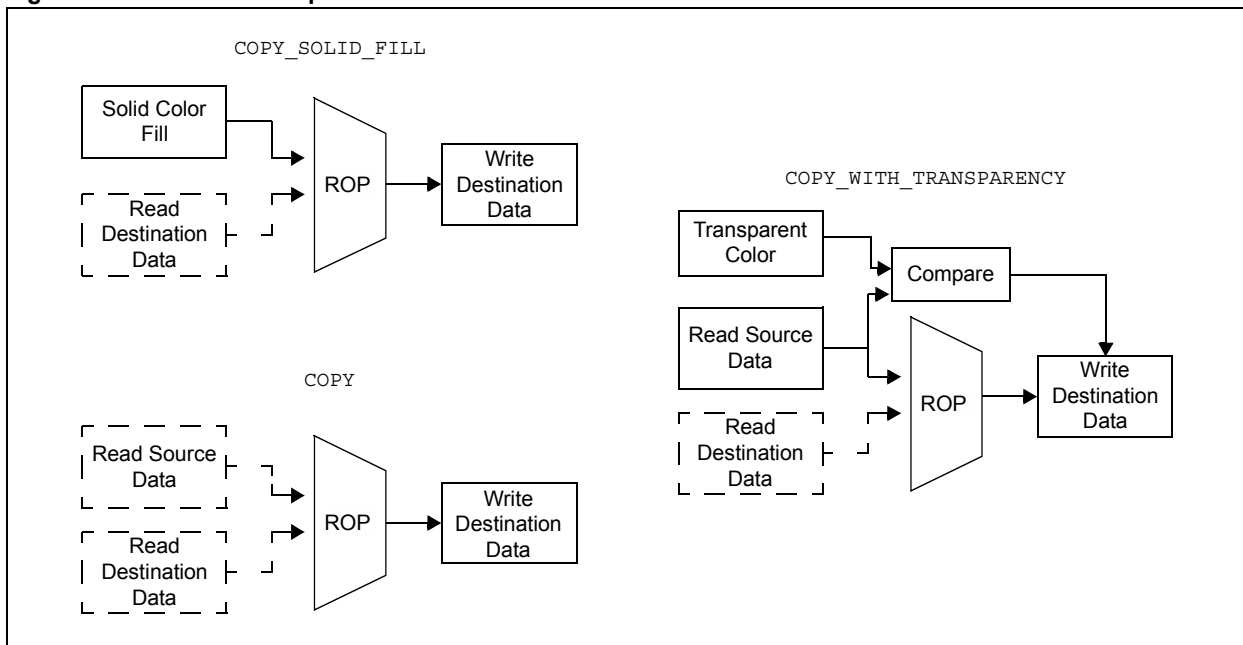 COPY_SOLID_FILL
Solid Color
Fill
Read
Destination
Data
ROP
Write
Destination
Data
COPY
Read Source
Data
Read
Destination
Data
ROP
Write
Destination
Data
COPY_WITH_TRANSPARENCY
Transparent
Color
Compare
Read Source
Data
Read
Destination
Data
ROP
Write
Destination
Data